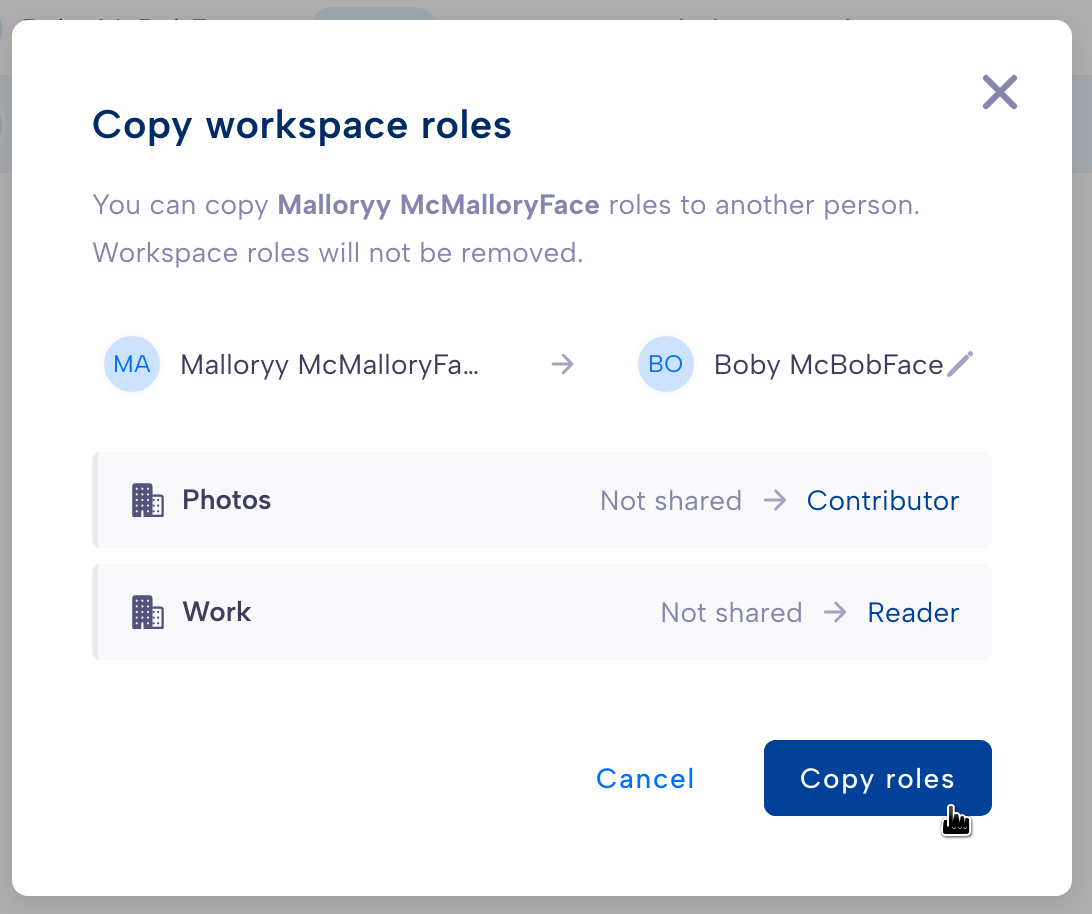 Copy workspace roles
You can copy Malloryy McMalloryFace roles to another person.
Workspace roles will not be removed.
MA Malloryy McMalloryFa... → BO Boby McBobFace
Photos Not shared → Contributor
Work Not shared → Reader
Cancel Copy roles